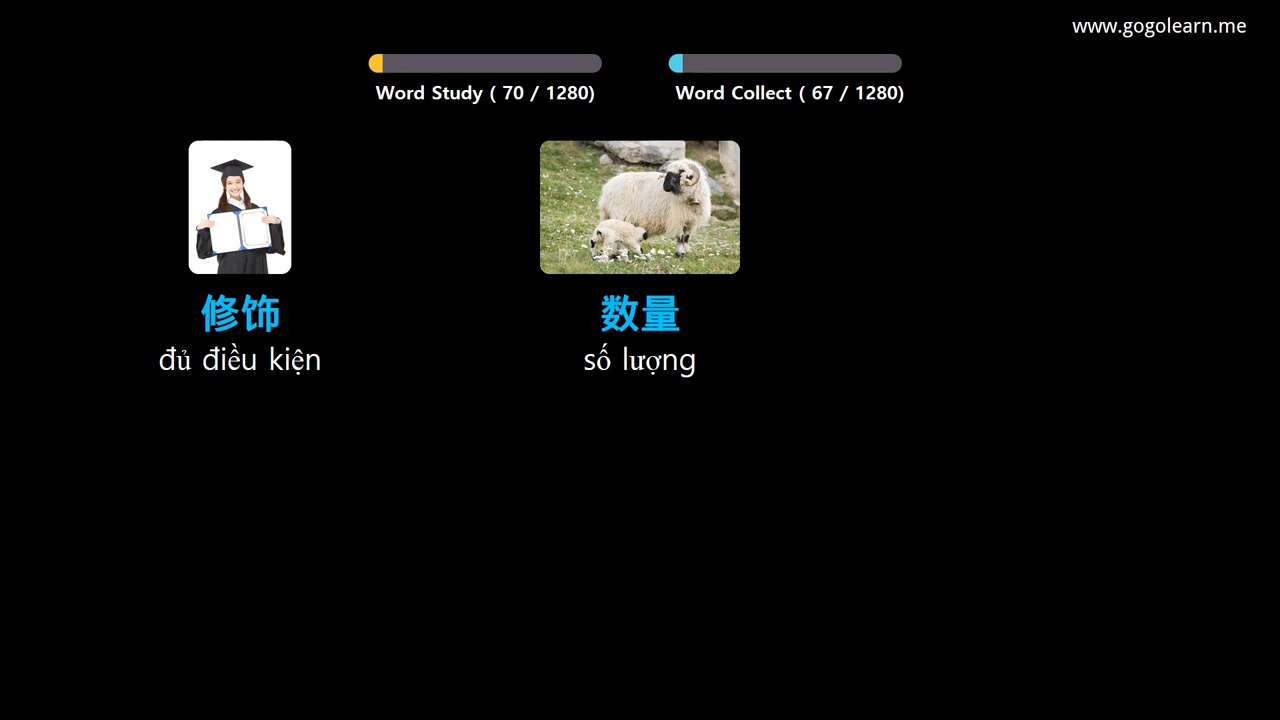 www.gogolearn.me
Word Study ( 70 / 1280)
Word Collect ( 67 / 1280)
修饰
đủ điều kiện
数量
số lượng